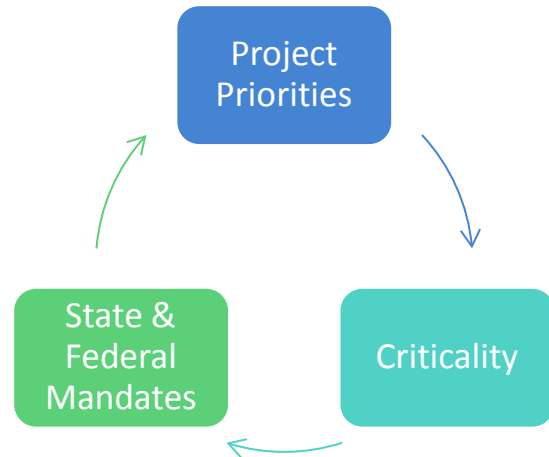 Project
Priorities
State &
Federal
Mandates
Criticality